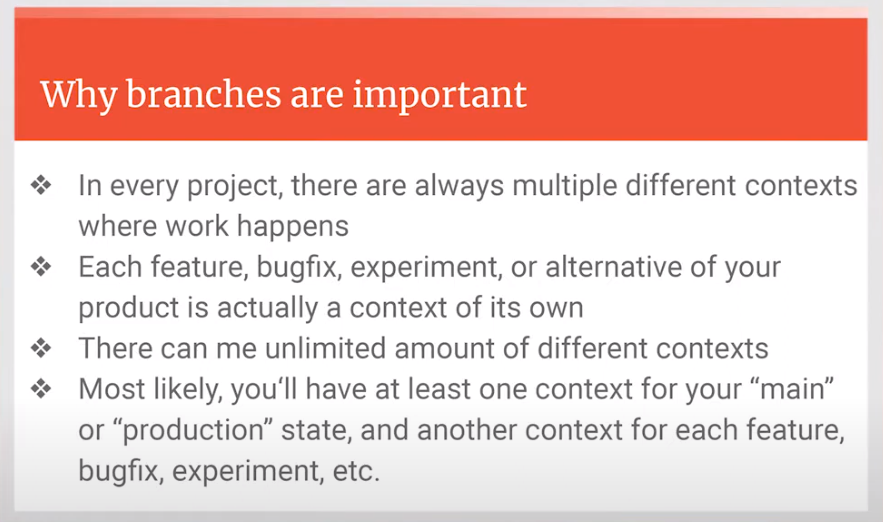 Why branches are important
❖ In every project, there are always multiple different contexts
where work happens
❖ Each feature, bugfix, experiment, or alternative of your
product is actually a context of its own
❖ There can me unlimited amount of different contexts
❖ Most likely, you‘ll have at least one context for your “main”
or “production” state, and another context for each feature,
bugfix, experiment, etc.